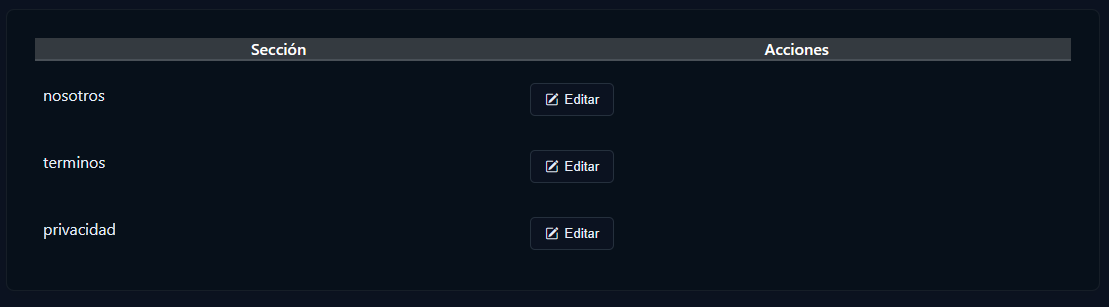 Sección Acciones
nosotros Editar
terminos Editar
privacidad Editar